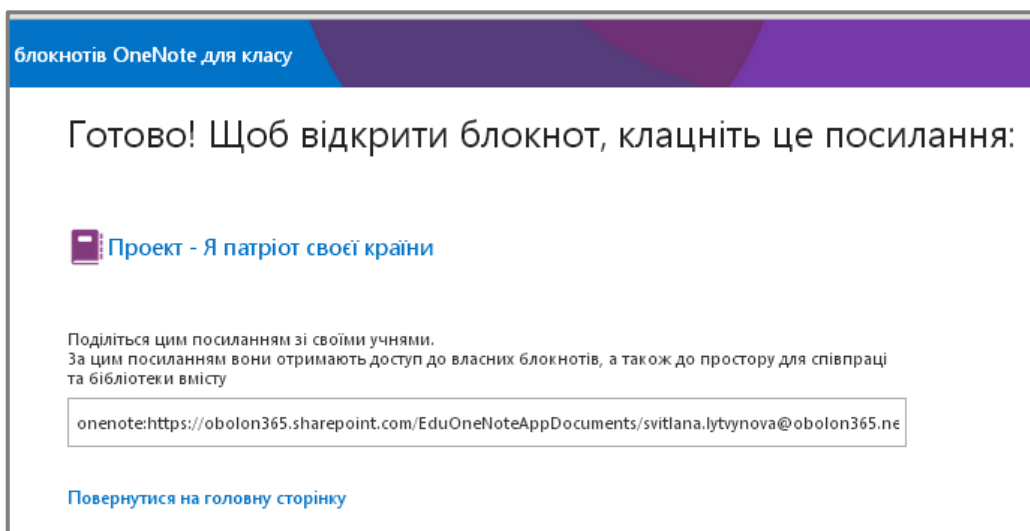 блокнотів OneNote для класу
Готово! Щоб відкрити блокнот, клацніть це посилання:
Проект - Я патріот своєї країни
Поділіться цим посиланням зі своїми учнями.
За цим посиланням вони отримають доступ до власних блокнотів, а також до простору для співпраці
та бібліотеки вмісту
onenote:https://obolon365.sharepoint.com/EduOneNoteAppDocuments/svitlana.lytvynova@obolon365.ne
Повернутися на головну сторінку